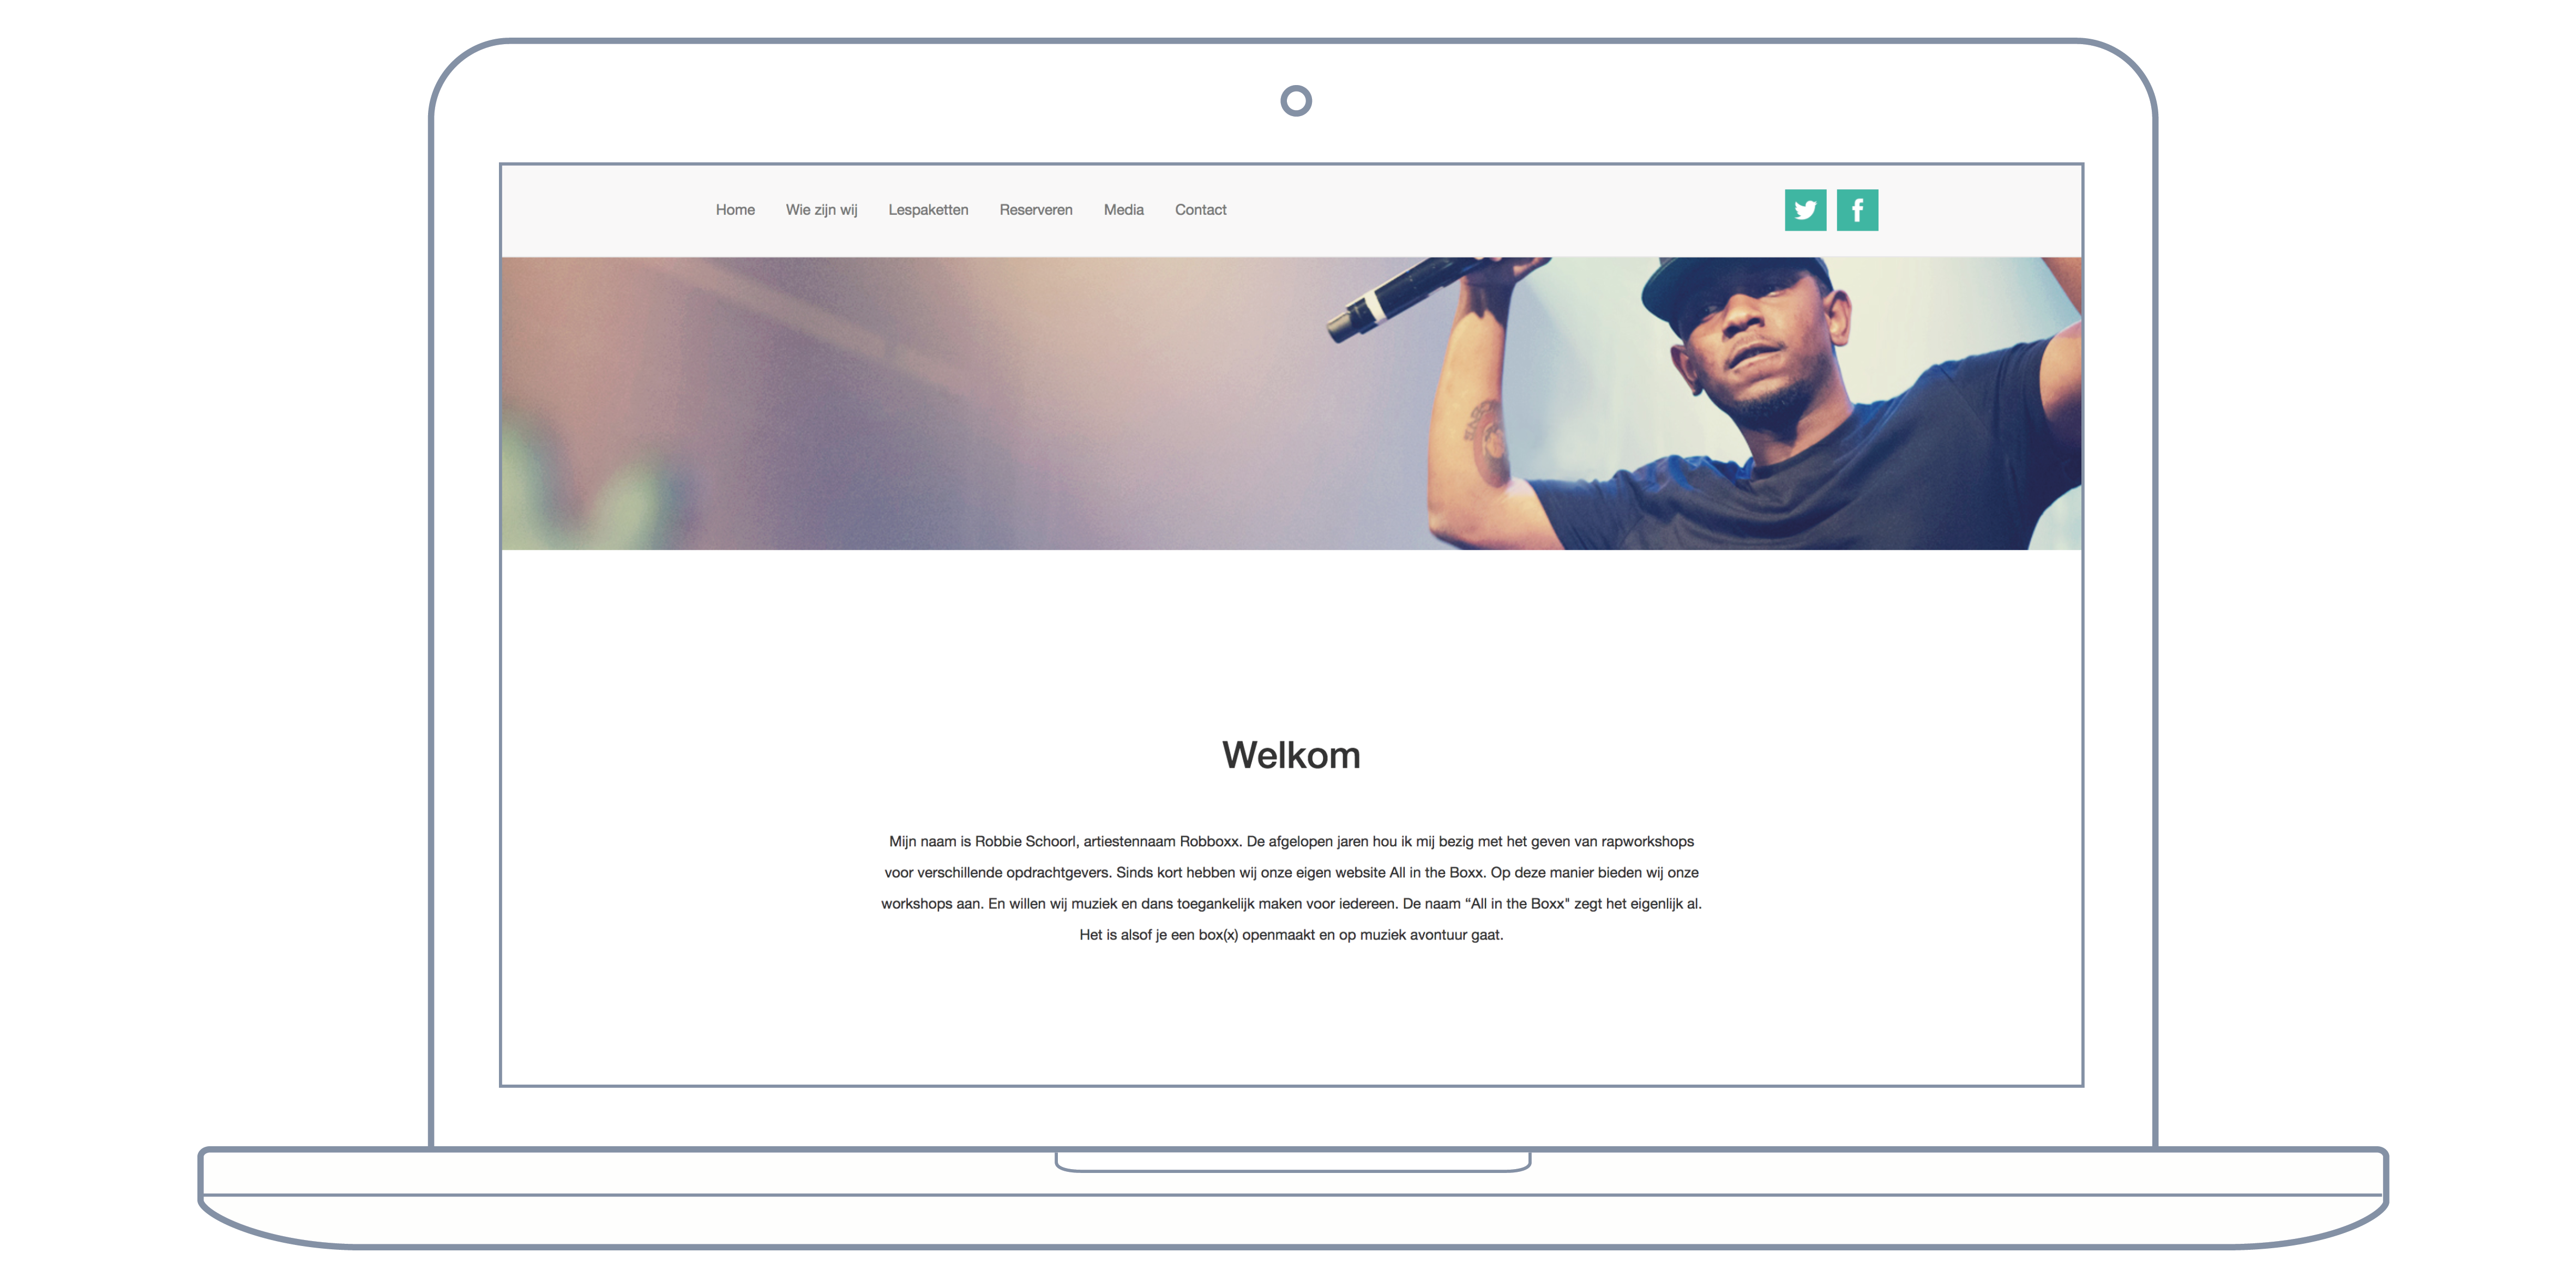 Home Wie zijn wij Lespaketten Reserveren Media Contact
Welkom
Mijn naam is Robbie Schoorl, artiestennaam Robboxx. De afgelopen jaren hou ik mij bezig met het geven van rapworkshops
voor verschillende opdrachtgevers. Sinds kort hebben wij onze eigen website All in the Boxx. Op deze manier bieden wij onze
workshops aan. En willen wij muziek en dans toegankelijk maken voor iedereen. De naam “All in the Boxx" zegt het eigenlijk al.
Het is alsof je een box(x) openmaakt en op muziek avontuur gaat.